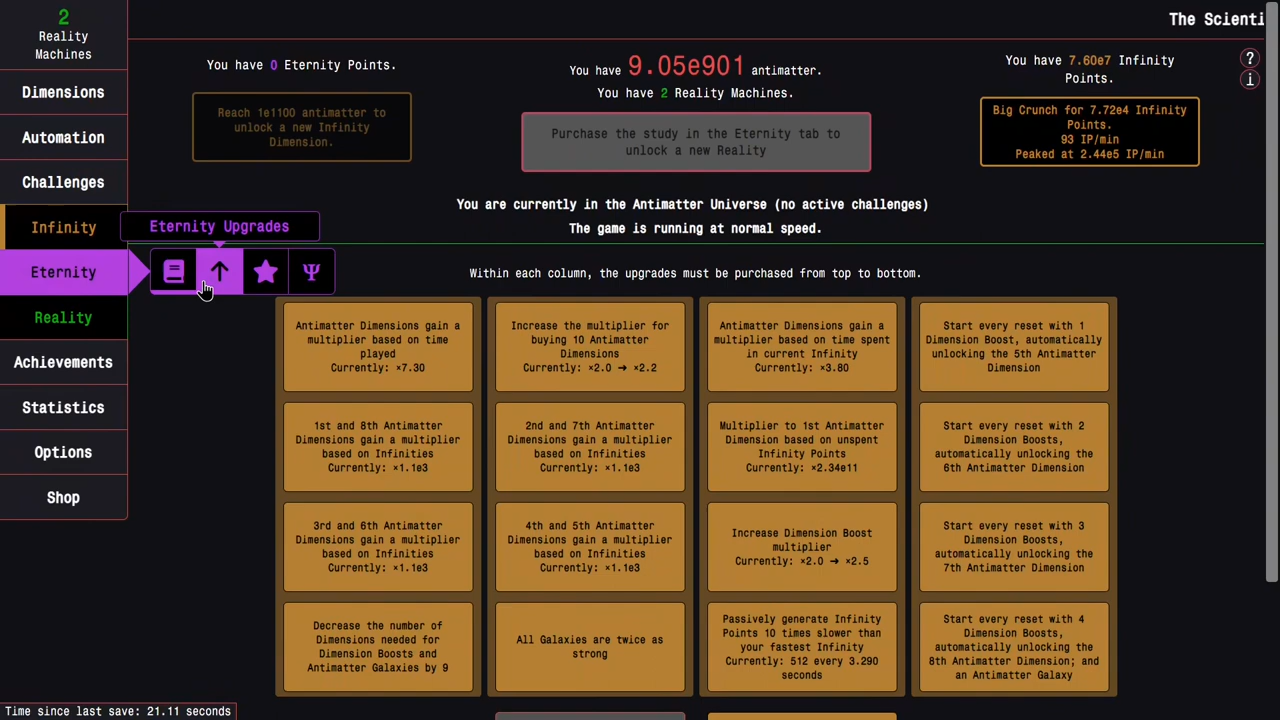 2
Reality
Machines
Dimensions
Automation
Challenges
Infinity
Eternity
Reality
Achievements
Statistics
Options
Shop
Eternity Upgrades
Ψ
The Scienti
You have 0 Eternity Points.
Reach 1e1100 antimatter to
unlock a new Infinity
Dimension.
You have 9.05e901 antimatter.
You have 2 Reality Machines.
Purchase the study in the Eternity tab to
unlock a new Reality
You have 7.60e7 Infinity
Points.
Big Crunch for 7.72e4 Infinity
Points.
93 IP/min
Peaked at 2.44e5 IP/min
?
i
You are currently in the Antimatter Universe (no active challenges)
The game is running at normal speed.
Within each column, the upgrades must be purchased from top to bottom.
Antimatter Dimensions gain a
multiplier based on time
played
Currently: ×7.30
Increase the multiplier for
buying 10 Antimatter
Dimensions
Currently: ×2.0 → ×2.2
Antimatter Dimensions gain a
multiplier based on time spent
in current Infinity
Currently: ×3.80
Start every reset with 1
Dimension Boost, automatically
unlocking the 5th Antimatter
Dimension
1st and 8th Antimatter
Dimensions gain a multiplier
based on Infinities
Currently: ×1.1e3
2nd and 7th Antimatter
Dimensions gain a multiplier
based on Infinities
Currently: ×1.1e3
Multiplier to 1st Antimatter
Dimension based on unspent
Infinity Points
Currently: ×2.34e11
Start every reset with 2
Dimension Boosts,
automatically unlocking the
6th Antimatter Dimension
3rd and 6th Antimatter
Dimensions gain a multiplier
based on Infinities
Currently: ×1.1e3
4th and 5th Antimatter
Dimensions gain a multiplier
based on Infinities
Currently: ×1.1e3
Increase Dimension Boost
multiplier
Currently: ×2.0 → ×2.5
Start every reset with 3
Dimension Boosts,
automatically unlocking the
7th Antimatter Dimension
Decrease the number of
Dimensions needed for
Dimension Boosts and
Antimatter Galaxies by 9
All Galaxies are twice as
strong
Passively generate Infinity
Points 10 times slower than
your fastest Infinity
Currently: 512 every 3.290
seconds
Start every reset with 4
Dimension Boosts,
automatically unlocking the
8th Antimatter Dimension; and
an Antimatter Galaxy
Time since last save: 21.11 seconds